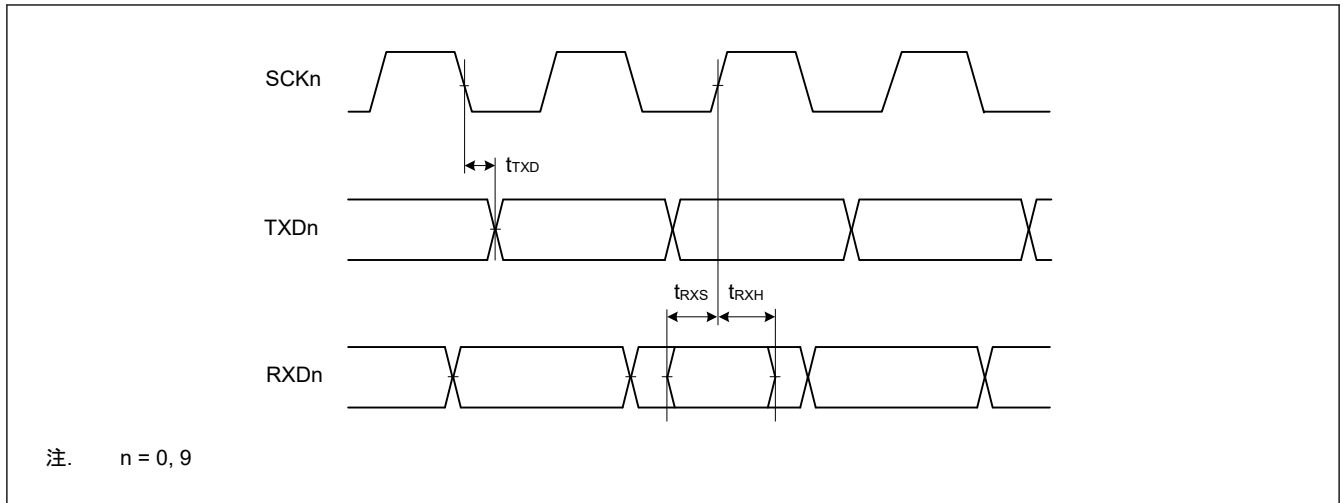 SCKn
tTXD
TXDn
tRXS tRXH
RXDn
注. n = 0, 9